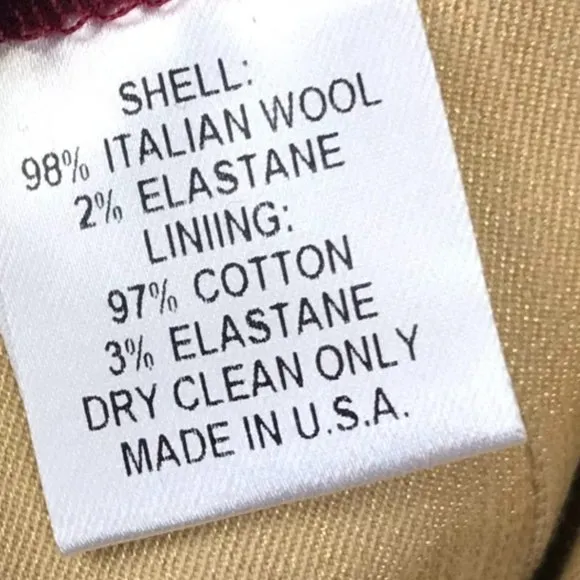 SHELL:
98% ITALIAN WOOL
2% ELASTANE
LINIING:
97% COTTON
3% ELASTANE
DRY CLEAN ONLY
MADE IN U.S.A.